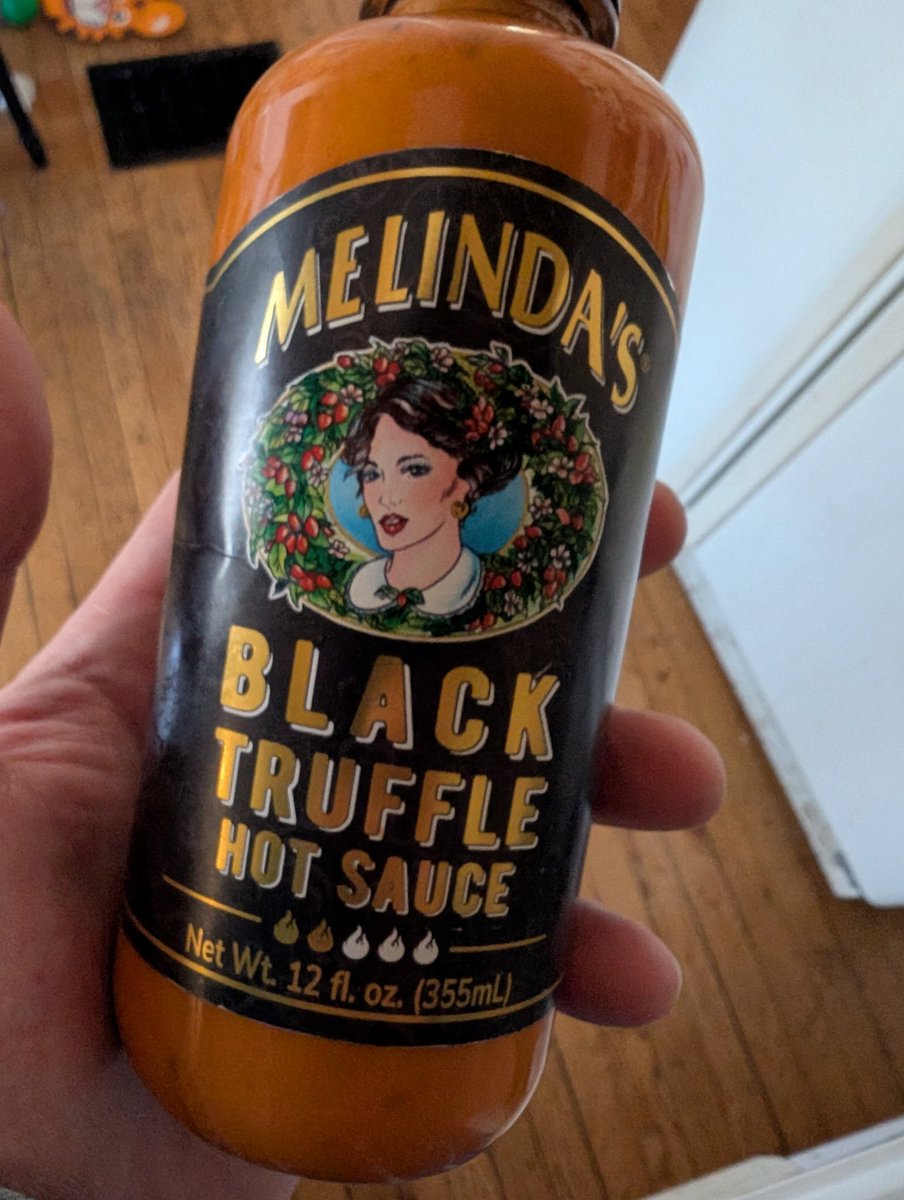 MELINDA'S®
BLACK
TRUFFLE
HOT SAUCE
Net Wt. 12 fl. oz. (355mL)